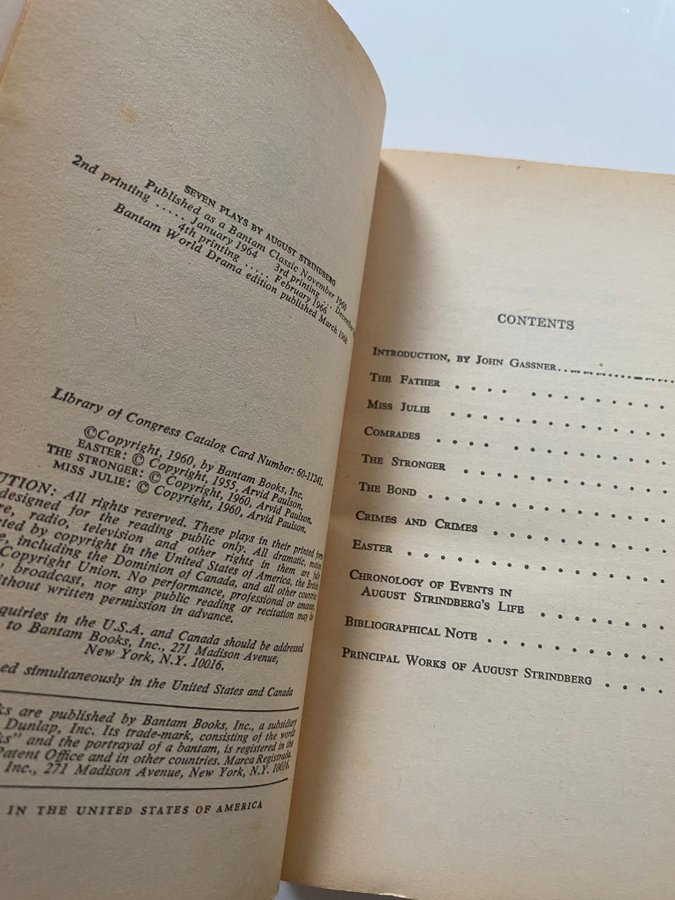 SEVEN PLAYS BY AUGUST STRINDBERG
Published as a Bantam Classic November 1960
2nd printing ..... January 1964 3rd printing ... December
4th printing ..... February 1966
Bantam World Drama edition published March 1968
Library of Congress Catalog Card Number: 60-11241.
©Copyright, 1960, by Bantam Books, Inc.
EASTER: © Copyright, 1955, Arvid Paulson.
THE STRONGER: © Copyright, 1960, Arvid Paulson.
MISS JULIE: © Copyright, 1960, Arvid Paulson.
UTION: All rights reserved. These plays in their printed form
designed for the reading public only. All dramatic, motion
re, radio, television and other rights in them are fully
ted by copyright in the United States of America, the British
e, including the Dominion of Canada, and all other countries
Copyright Union. No performance, professional or amateur,
broadcast, nor any public reading or recitation may be
ithout written permission in advance.
quiries in the U.S.A. and Canada should be addressed
to Bantam Books, Inc., 271 Madison Avenue,
New York, N.Y. 10016.
ed simultaneously in the United States and Canada
ks are published by Bantam Books, Inc., a subsidiary
Dunlap, Inc. Its trade-mark, consisting of the words
ks" and the portrayal of a bantam, is registered in the
Patent Office and in other countries. Marca Registrada.
Inc., 271 Madison Avenue, New York, N.Y. 10016.
IN THE UNITED STATES OF AMERICA
CONTENTS
INTRODUCTION, BY JOHN GASSNER
THE FATHER
MISS JULIE
COMRADES
THE STRONGER
THE BOND
CRIMES AND CRIMES
EASTER
CHRONOLOGY OF EVENTS IN
AUGUST STRINDBERG'S LIFE
BIBLIOGRAPHICAL NOTE
PRINCIPAL WORKS OF AUGUST STRINDBERG